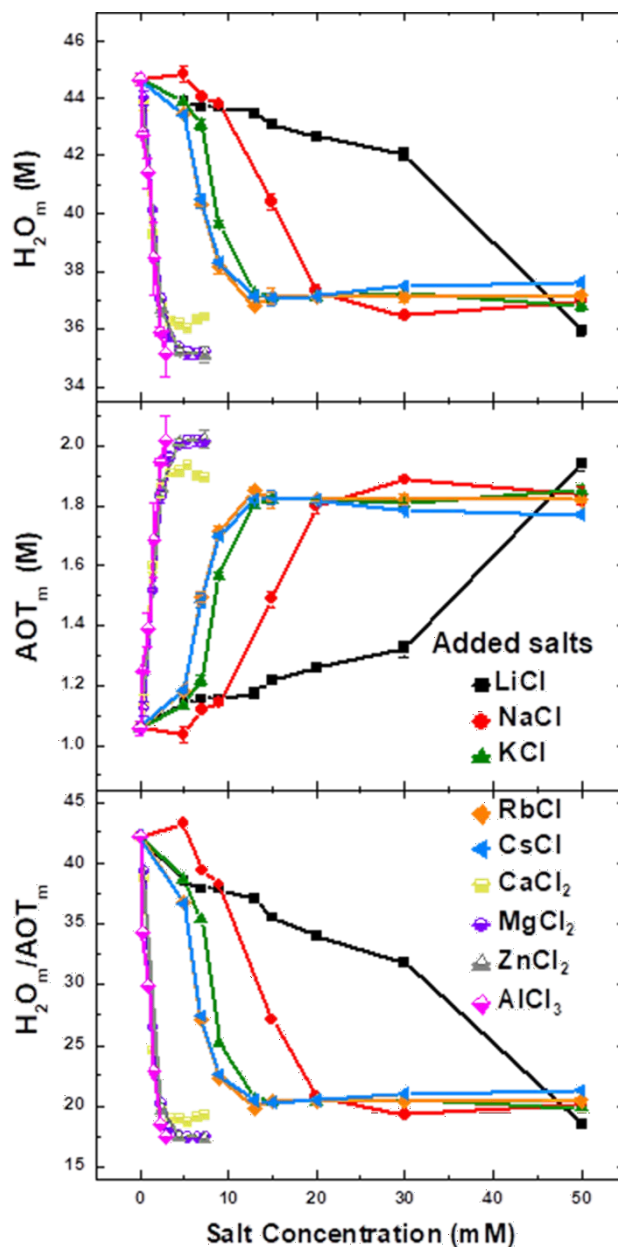 46
44
42
40
38
36
34
H₂Oₘ (M)
2.0
1.8
1.6
1.4
1.2
1.0
AOTₘ (M)
Added salts
LiCl
NaCl
KCl
45
40
35
30
25
20
15
H₂Oₘ/AOTₘ
RbCl
CsCl
CaCl₂
MgCl₂
ZnCl₂
AlCl₃
0 10 20 30 40 50
Salt Concentration (mM)